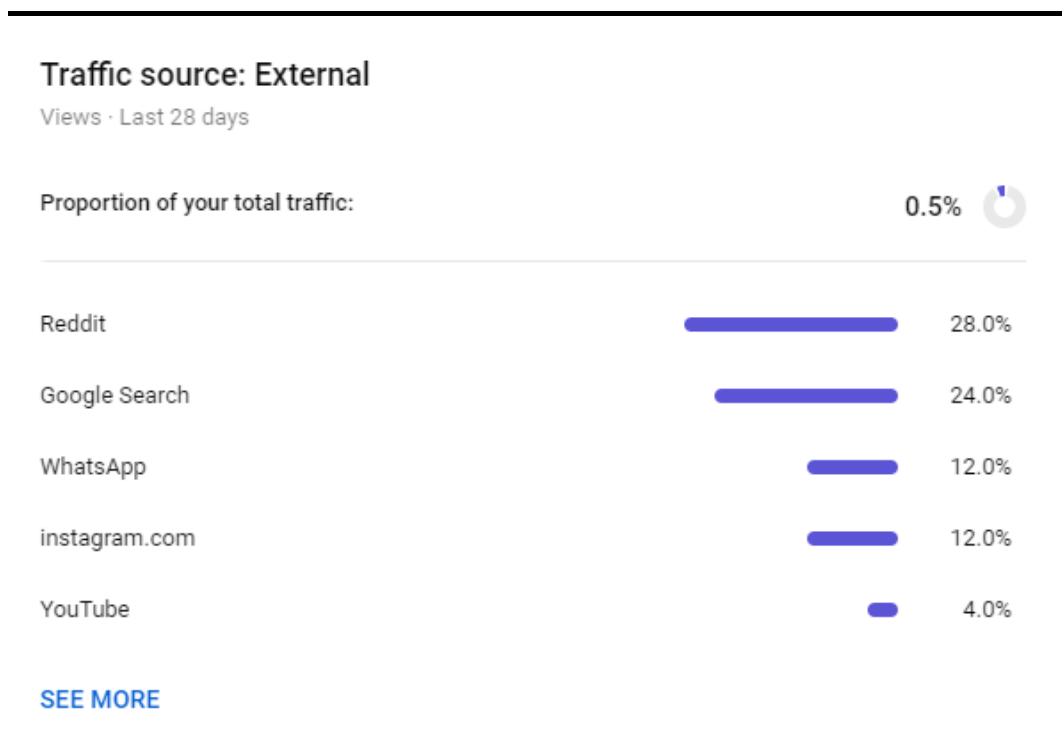 Traffic source: External
Views · Last 28 days
Proportion of your total traffic: 0.5%
Reddit 28.0%
Google Search 24.0%
WhatsApp 12.0%
instagram.com 12.0%
YouTube 4.0%
SEE MORE